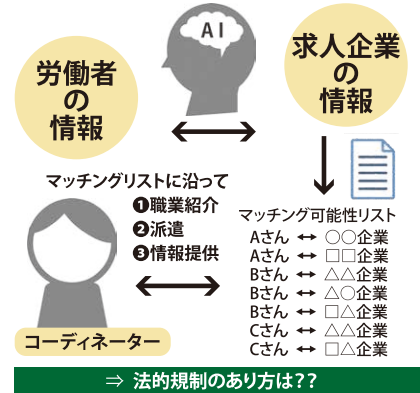 AI
労働者
の
情報
求人企業
の
情報
マッチングリストに沿って
❶職業紹介
❷派遣
❸情報提供
コーディネーター
マッチング可能性リスト
Aさん ↔ 〇〇企業
Aさん ↔ □□企業
Bさん ↔ △△企業
Bさん ↔ △〇企業
Bさん ↔ □△企業
Cさん ↔ △△企業
Cさん ↔ □△企業
⇒ 法的規制のあり方は??